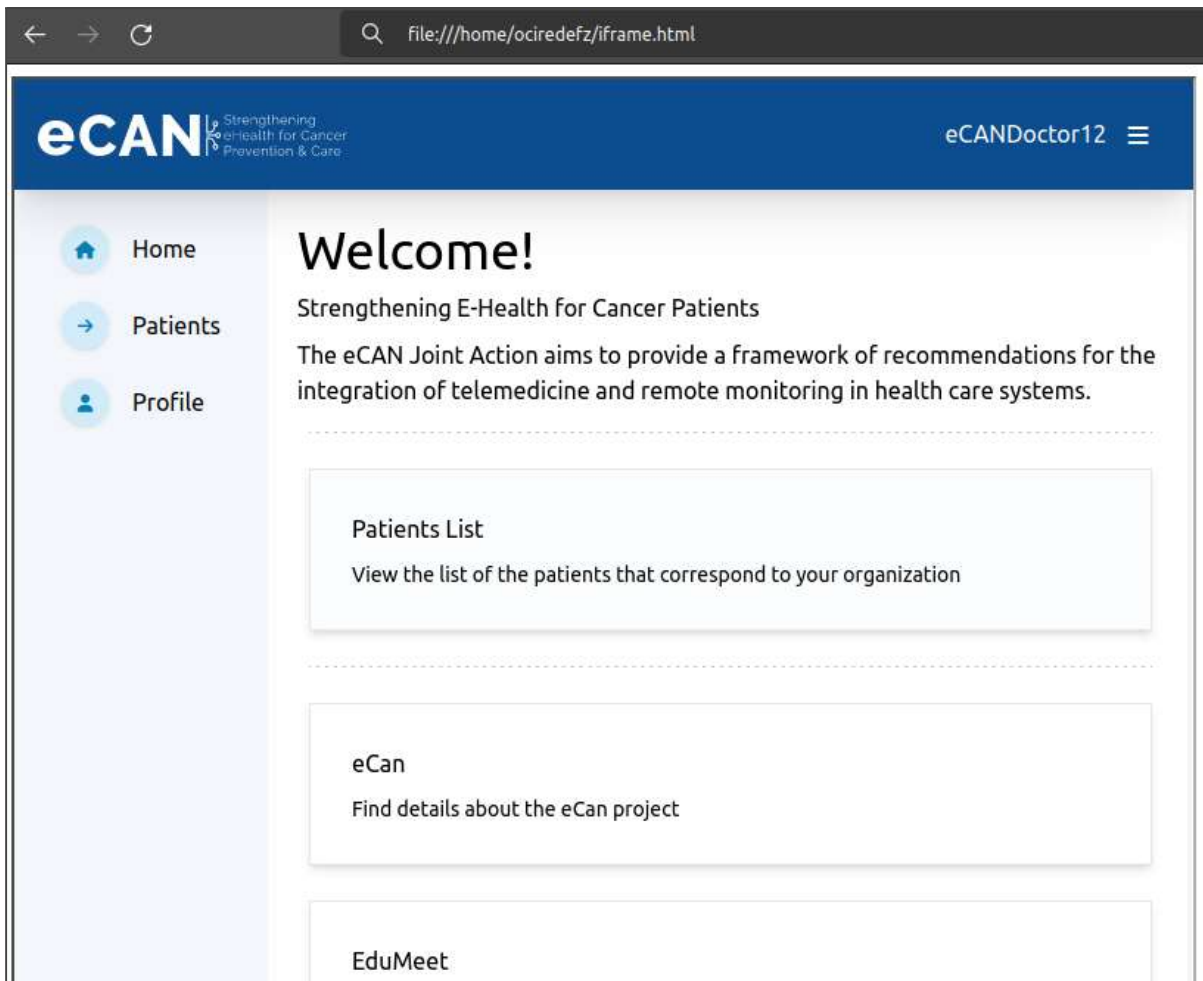 file:///home/ociredefz/iframe.html
eCAN
Strengthening
eHealth for Cancer
Prevention & Care
eCANDoctor12
Home
Patients
Profile
Welcome!
Strengthening E-Health for Cancer Patients
The eCAN Joint Action aims to provide a framework of recommendations for the
integration of telemedicine and remote monitoring in health care systems.
Patients List
View the list of the patients that correspond to your organization
eCan
Find details about the eCan project
EduMeet